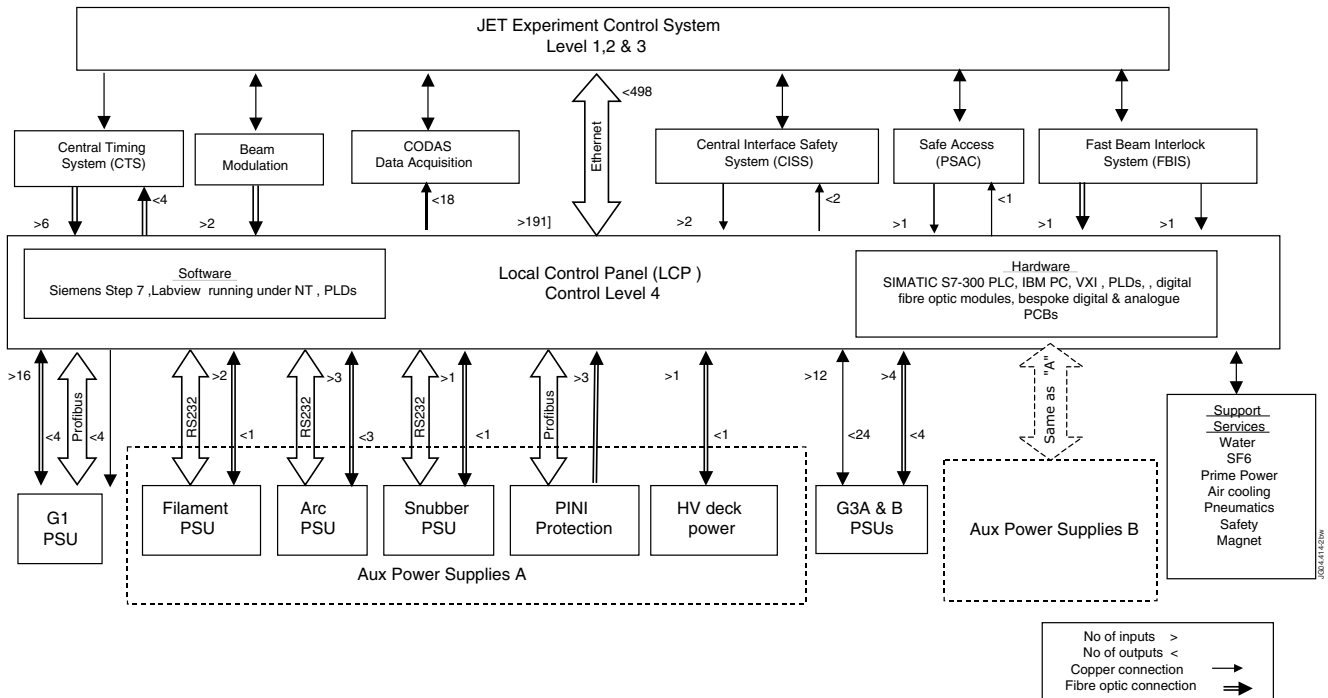 JET Experiment Control System
Level 1,2 & 3
<498
Ethernet
Central Timing
System (CTS)
Beam
Modulation
CODAS
Data Acquisition
Central Interface Safety
System (CISS)
Safe Access
(PSAC)
Fast Beam Interlock
System (FBIS)
>6
<4
>2
<18
>191]
>2
<2
>1
<1
>1
>1
Software
Siemens Step 7 ,Labview running under NT , PLDs
Local Control Panel (LCP )
Control Level 4
Hardware
SIMATIC S7-300 PLC, IBM PC, VXI , PLDs, , digital
fibre optic modules, bespoke digital & analogue
PCBs
>16
<4
Profibus
<4
RS232
>2
<1
RS232
>3
<3
RS232
>1
<1
Profibus
>3
>1
<1
>12
<24
>4
<4
Same as "A"
G1
PSU
Filament
PSU
Arc
PSU
Snubber
PSU
PINI
Protection
HV deck
power
Aux Power Supplies A
G3A & B
PSUs
Aux Power Supplies B
Support
Services
Water
SF6
Prime Power
Air cooling
Pneumatics
Safety
Magnet
JG04.414-2bw
No of inputs >
No of outputs <
Copper connection
Fibre optic connection